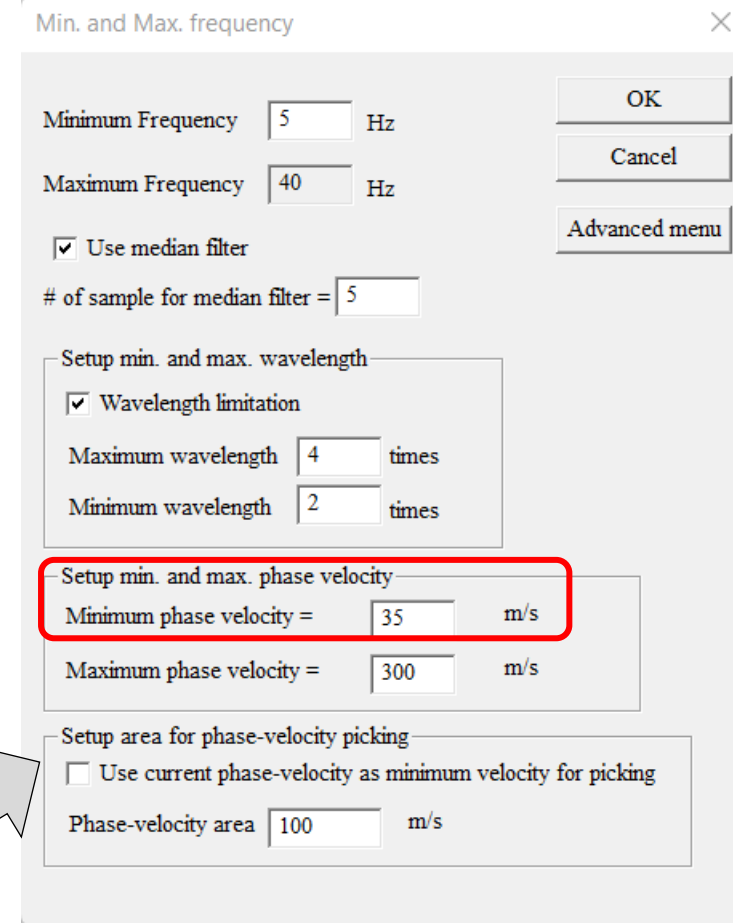 Min. and Max. frequency
OK
Minimum Frequency 5 Hz
Cancel
Maximum Frequency 40 Hz
Advanced menu
Use median filter
# of sample for median filter = 5
Setup min. and max. wavelength
Wavelength limitation
Maximum wavelength 4 times
Minimum wavelength 2 times
Setup min. and max. phase velocity
Minimum phase velocity = 35 m/s
Maximum phase velocity = 300 m/s
Setup area for phase-velocity picking
Use current phase-velocity as minimum velocity for picking
Phase-velocity area 100 m/s